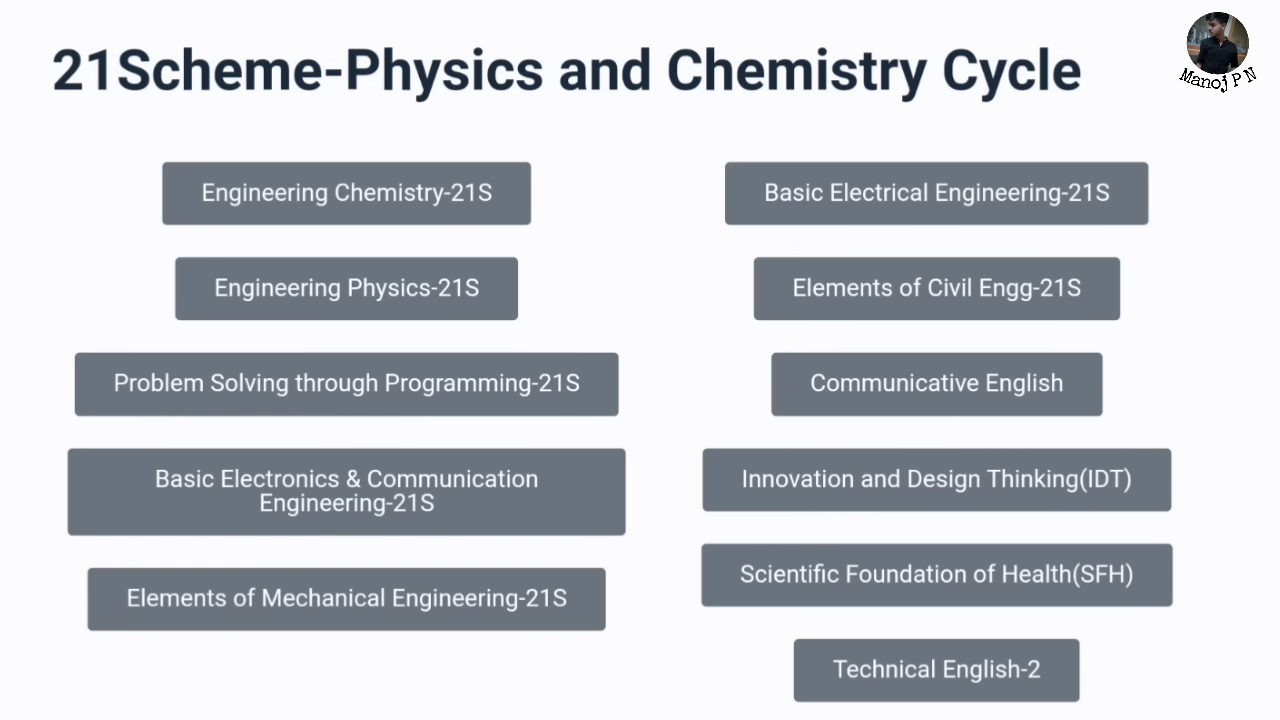 21Scheme-Physics and Chemistry Cycle
Manoj P N
Engineering Chemistry-21S
Engineering Physics-21S
Problem Solving through Programming-21S
Basic Electronics & Communication
Engineering-21S
Elements of Mechanical Engineering-21S
Basic Electrical Engineering-21S
Elements of Civil Engg-21S
Communicative English
Innovation and Design Thinking(IDT)
Scientific Foundation of Health(SFH)
Technical English-2